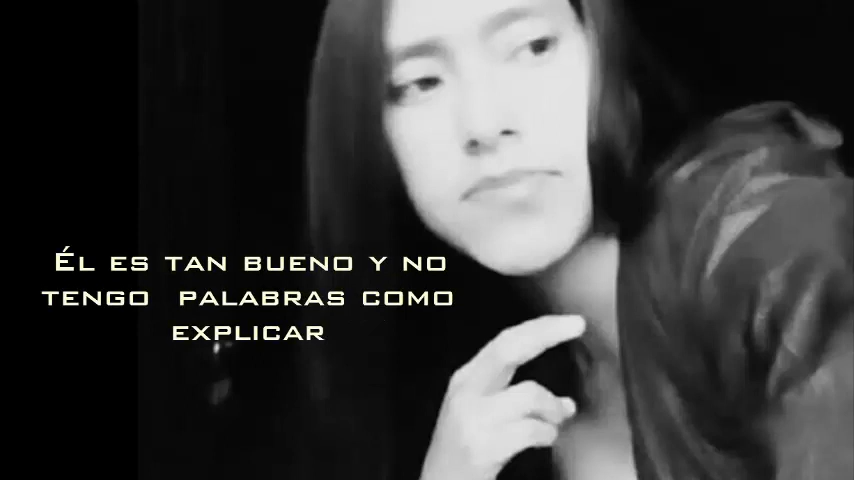 Él es tan bueno y no
tengo palabras como
explicar